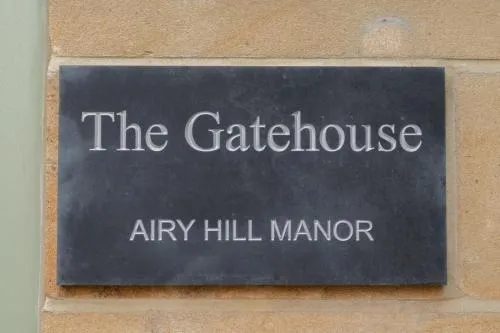 The Gatehouse
AIRY HILL MANOR